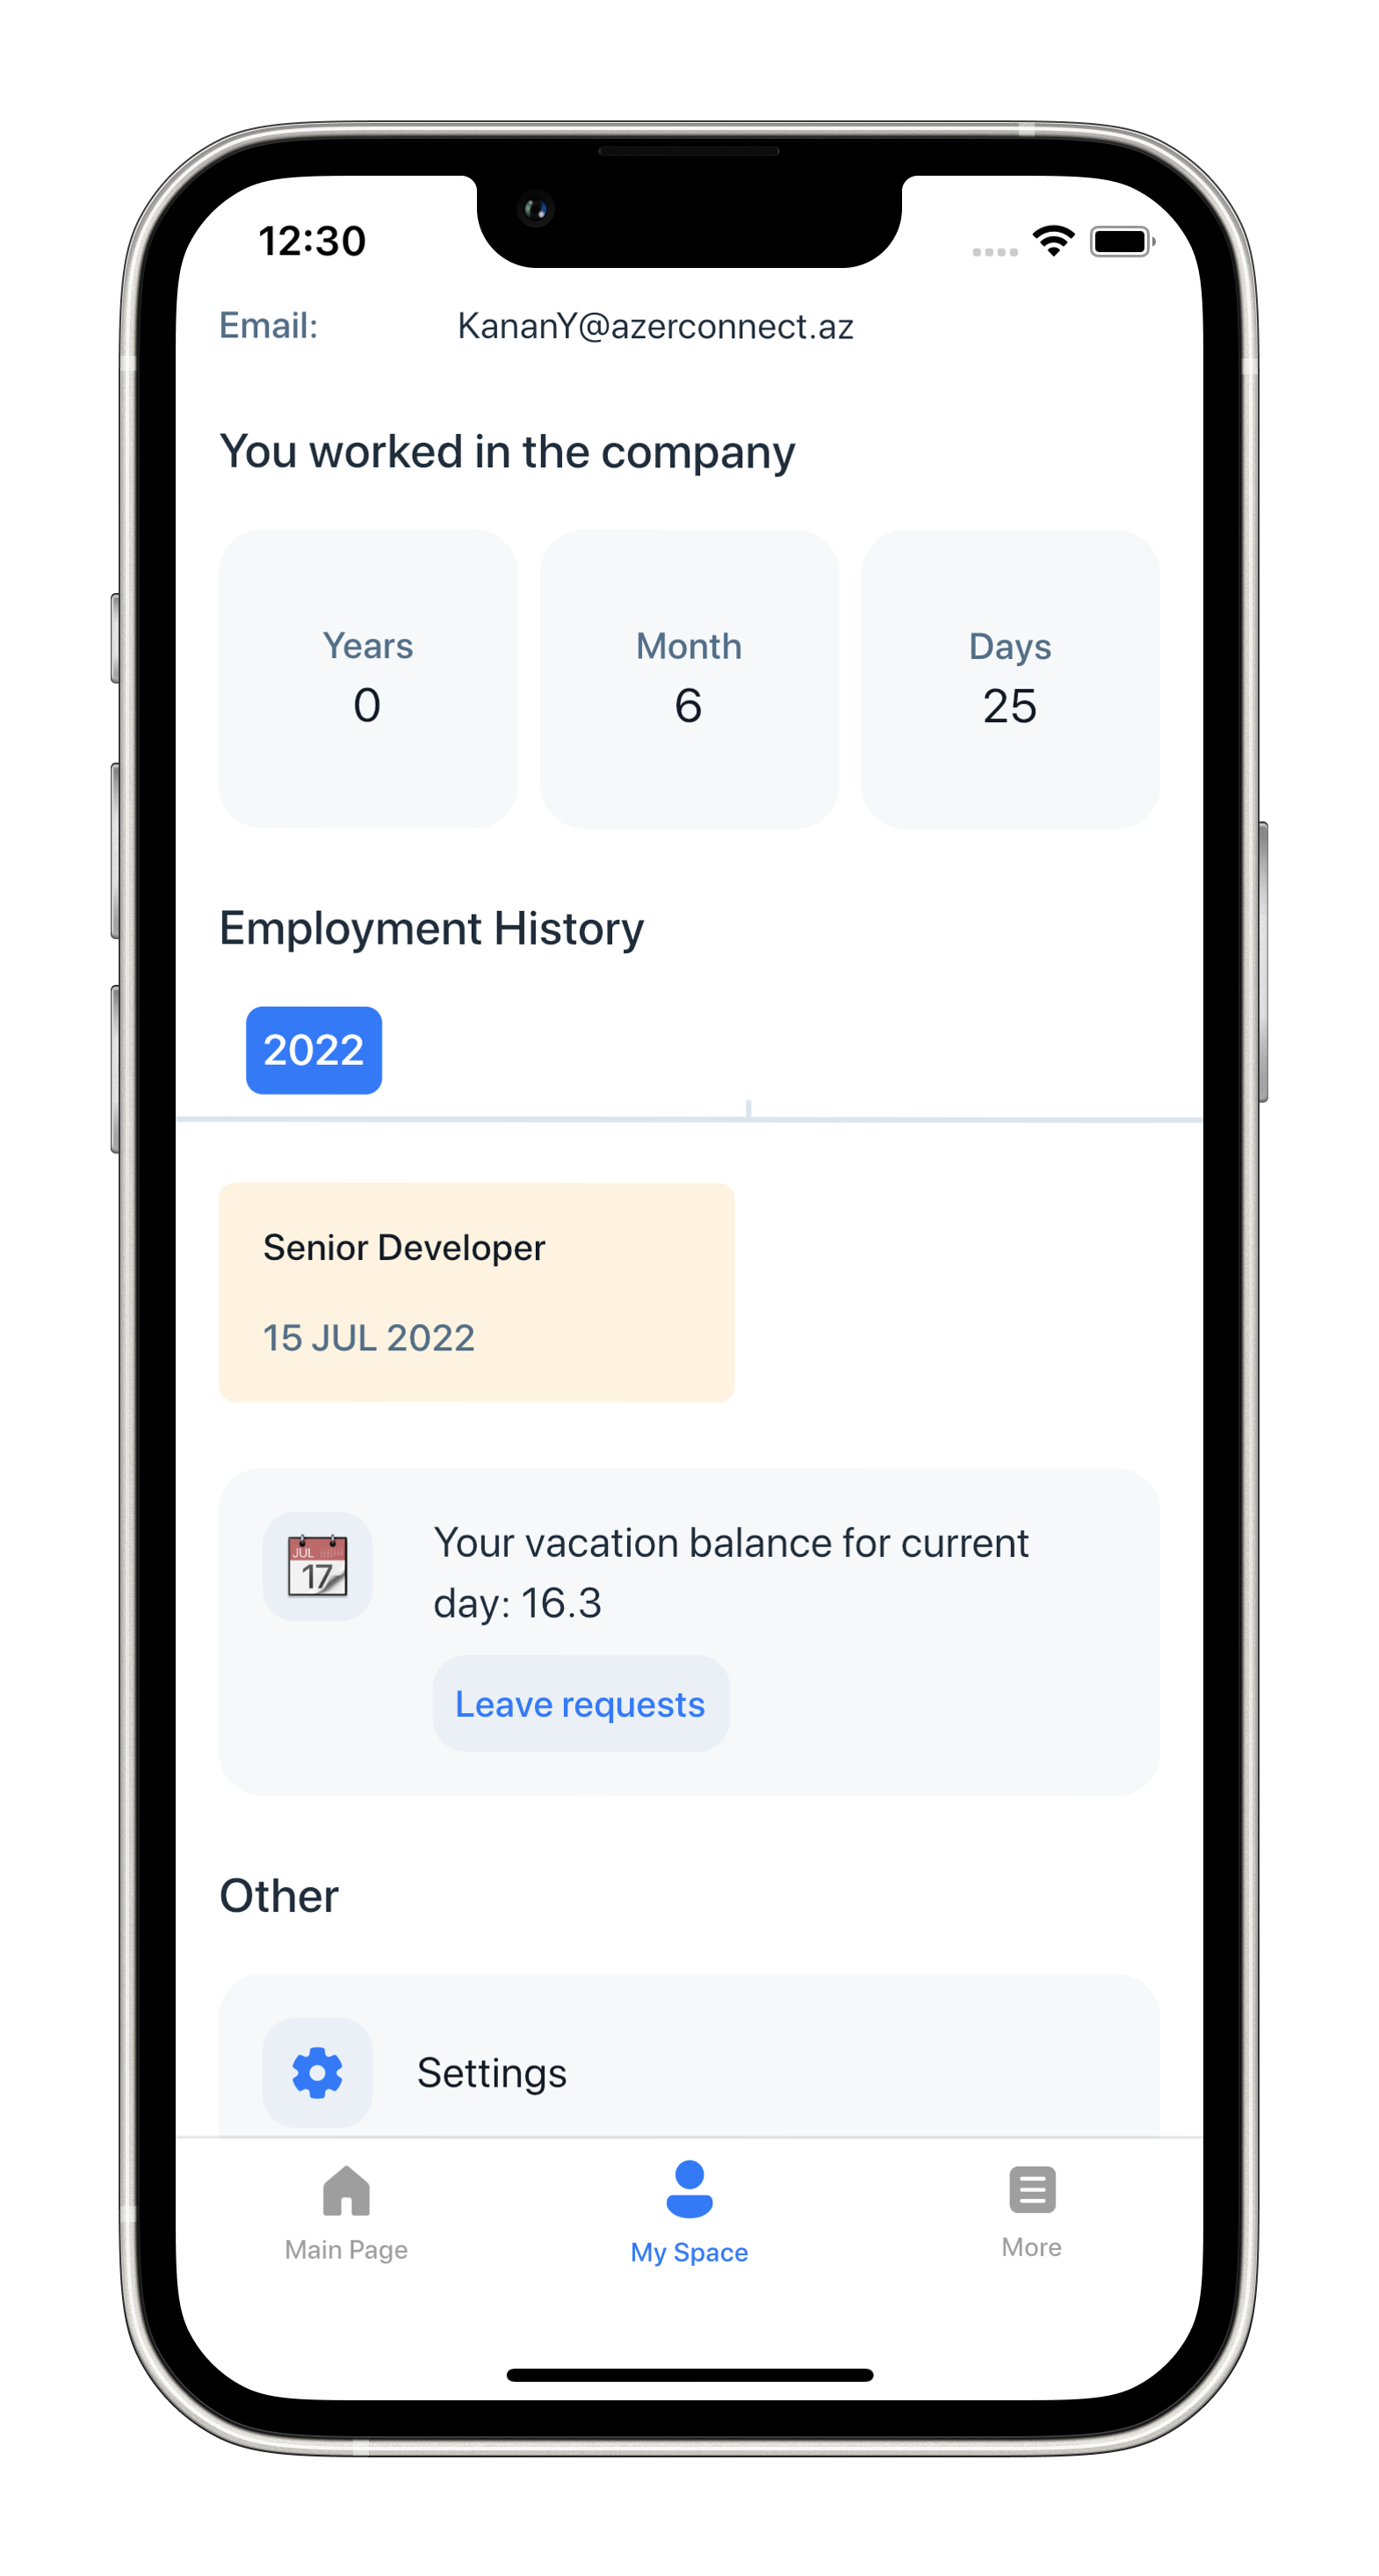 12:30
Email: KananY@azerconnect.az
You worked in the company
Years Month Days
0 6 25
Employment History
2022
Senior Developer
15 JUL 2022
JUL
17
Your vacation balance for current
day: 16.3
Leave requests
Other
Settings
Main Page My Space More